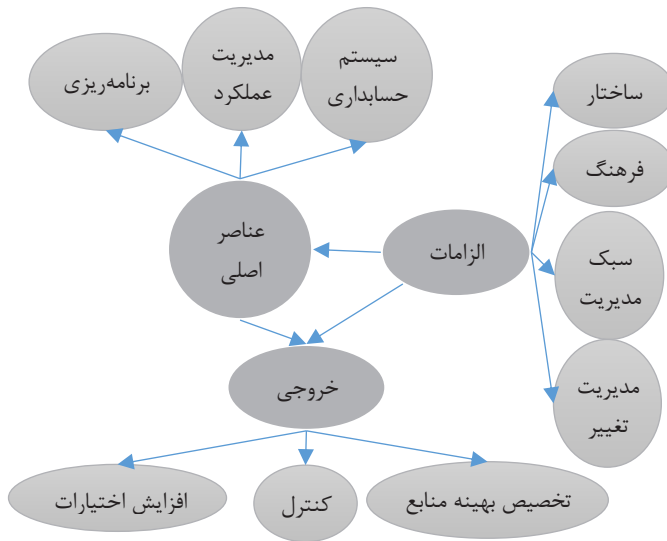 سیستم
حسابداری
مدیریت
عملکرد
برنامه‌ریزی
ساختار
فرهنگ
سبک
مدیریت
مدیریت
تغییر
الزامات
عناصر
اصلی
خروجی
تخصیص بهینه منابع
کنترل
افزایش اختیارات